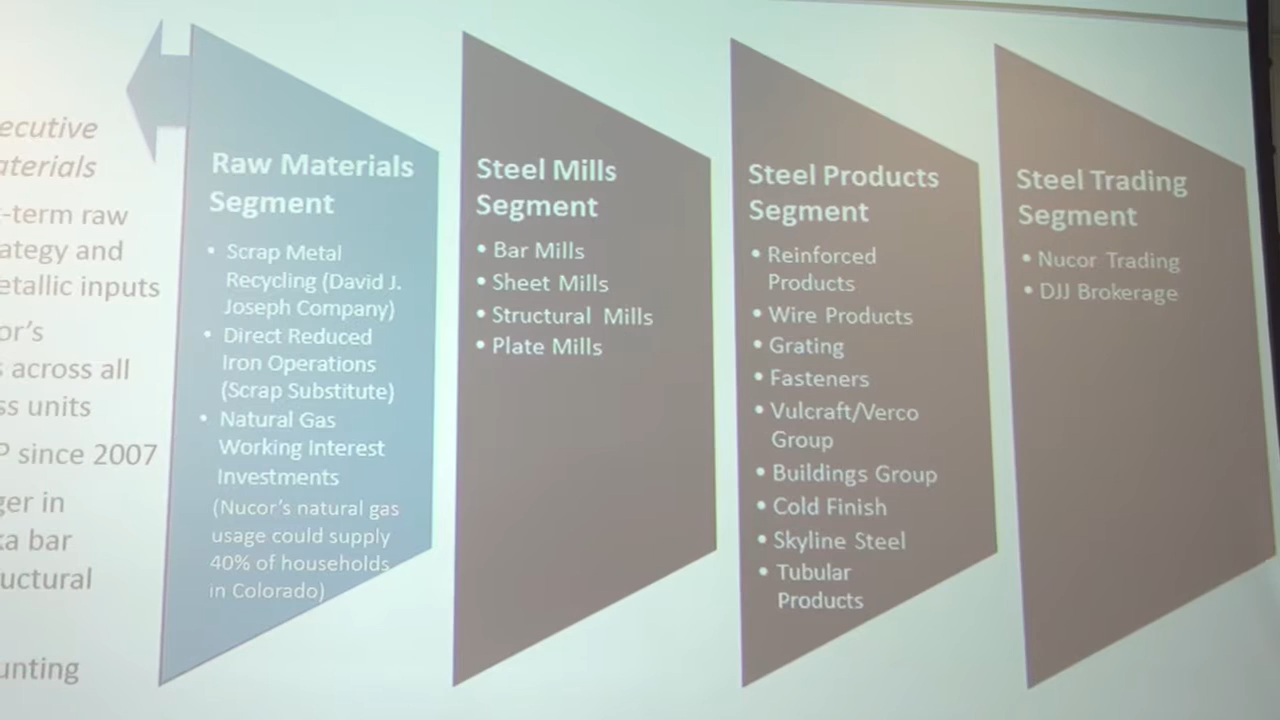 ecutive
aterials
-term raw
ategy and
etallic inputs
or's
s across all
ss units
P since 2007
ger in
ka bar
uctural
unting
Raw Materials
Segment
• Scrap Metal
Recycling (David J.
Joseph Company)
• Direct Reduced
Iron Operations
(Scrap Substitute)
• Natural Gas
Working Interest
Investments
(Nucor's natural gas
usage could supply
40% of households
in Colorado)
Steel Mills
Segment
• Bar Mills
• Sheet Mills
• Structural Mills
• Plate Mills
Steel Products
Segment
• Reinforced
Products
• Wire Products
• Grating
• Fasteners
• Vulcraft/Verco
Group
• Buildings Group
• Cold Finish
• Skyline Steel
• Tubular
Products
Steel Trading
Segment
• Nucor Trading
• DJJ Brokerage